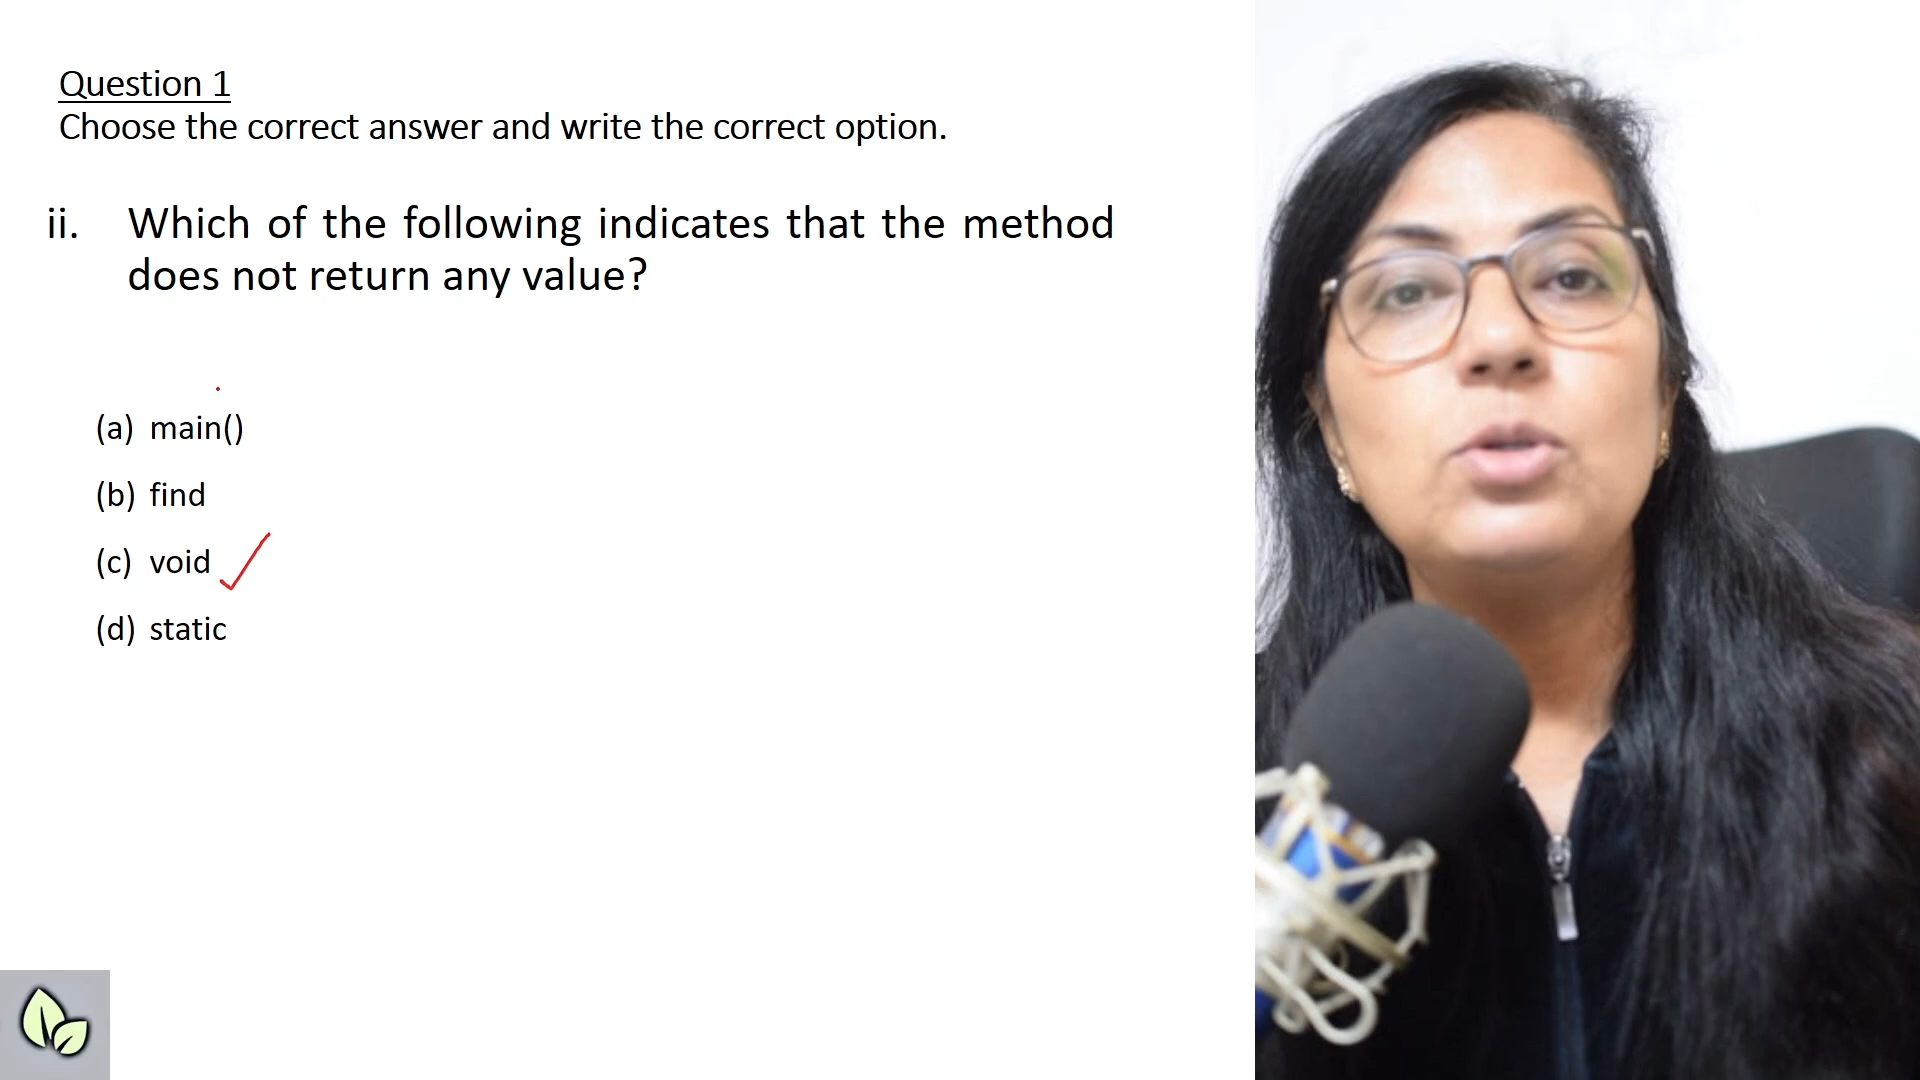 Question 1
Choose the correct answer and write the correct option.
ii. Which of the following indicates that the method
does not return any value?
(a) main()
(b) find
(c) void
(d) static